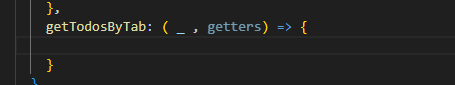 },
getTodosByTab: ( _ , getters) => {
}
}